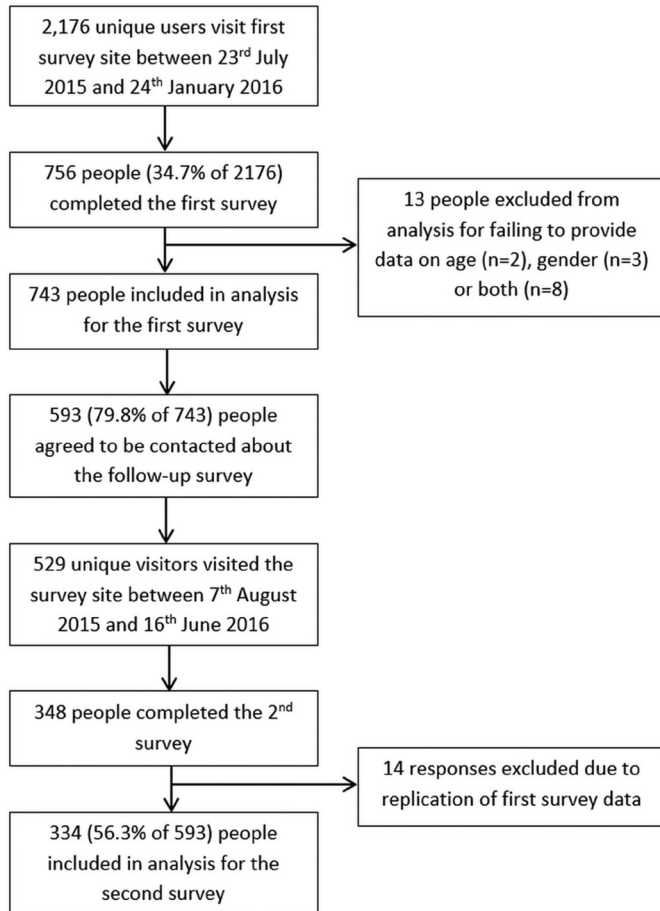 2,176 unique users visit first
survey site between 23rd July
2015 and 24th January 2016
756 people (34.7% of 2176)
completed the first survey
13 people excluded from
analysis for failing to provide
data on age (n=2), gender (n=3)
or both (n=8)
743 people included in analysis
for the first survey
593 (79.8% of 743) people
agreed to be contacted about
the follow-up survey
529 unique visitors visited the
survey site between 7th August
2015 and 16th June 2016
348 people completed the 2nd
survey
14 responses excluded due to
replication of first survey data
334 (56.3% of 593) people
included in analysis for the
second survey